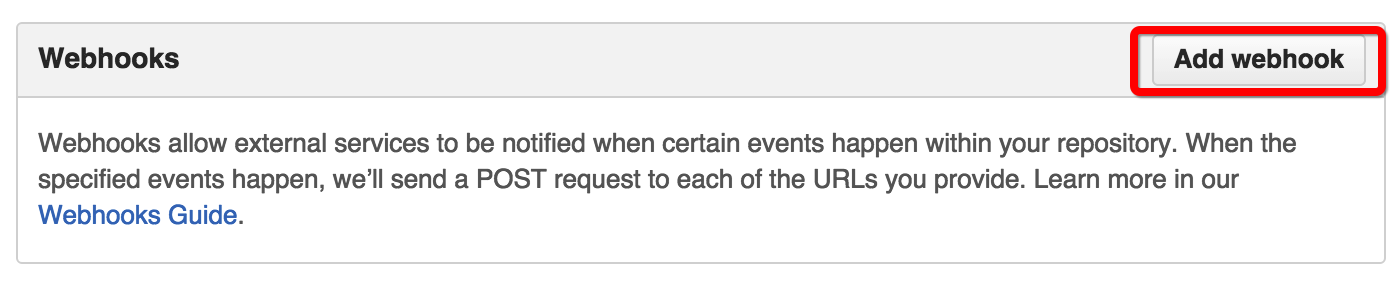 Webhooks
Add webhook
Webhooks allow external services to be notified when certain events happen within your repository. When the
specified events happen, we’ll send a POST request to each of the URLs you provide. Learn more in our
Webhooks Guide.